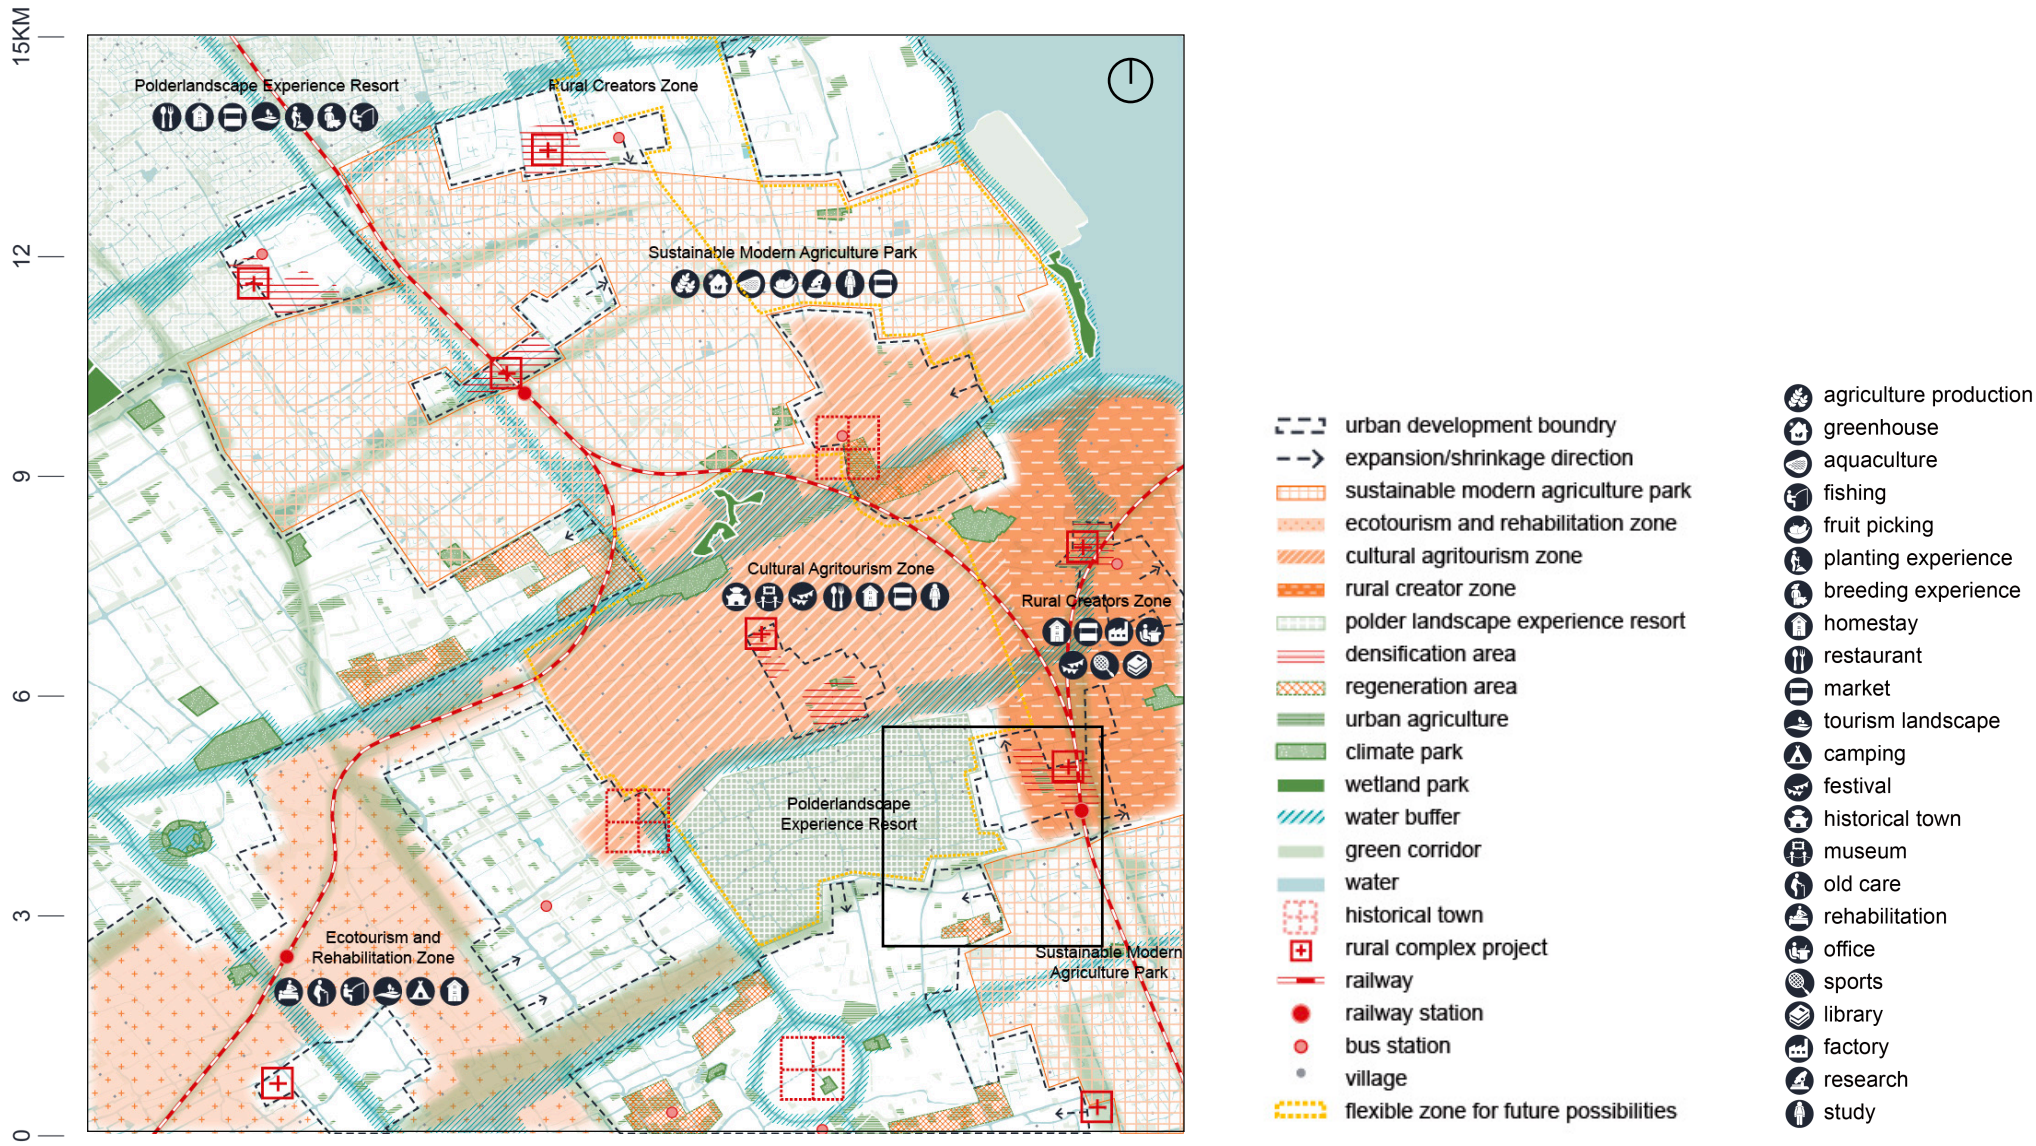 15KM
12
9
6
3
0
Polderlandscape Experience Resort
Rural Creators Zone
Sustainable Modern Agriculture Park
Cultural Agritourism Zone
Rural Creators Zone
Polderlandscape
Experience Resort
Ecotourism and
Rehabilitation Zone
Sustainable Modern
Agriculture Park
urban development boundry
expansion/shrinkage direction
sustainable modern agriculture park
ecotourism and rehabilitation zone
cultural agritourism zone
rural creator zone
polder landscape experience resort
densification area
regeneration area
urban agriculture
climate park
wetland park
water buffer
green corridor
water
historical town
rural complex project
railway
railway station
bus station
village
flexible zone for future possibilities
agriculture production
greenhouse
aquaculture
fishing
fruit picking
planting experience
breeding experience
homestay
restaurant
market
tourism landscape
camping
festival
historical town
museum
old care
rehabilitation
office
sports
library
factory
research
study